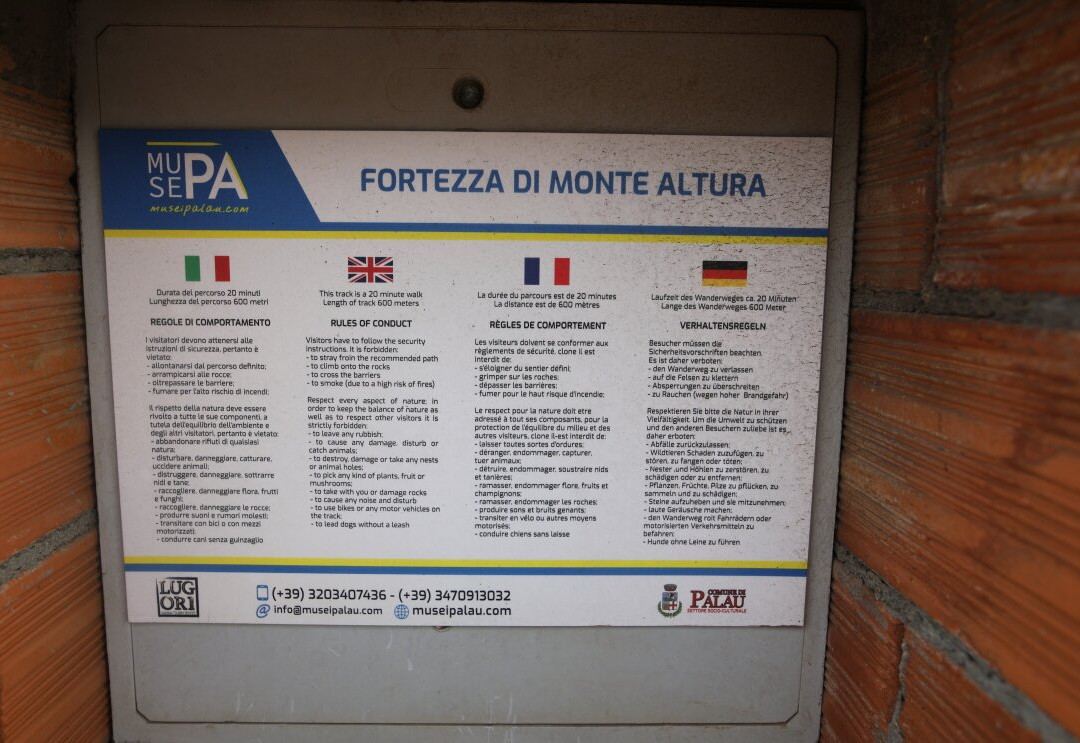 MU
SE PA
museipalau.com
FORTEZZA DI MONTE ALTURA
Durata del percorso 20 minuti
Lunghezza del percorso 600 metri
REGOLE DI COMPORTAMENTO
I visitatori devono attenersi alle
istruzioni di sicurezza, pertanto è
vietato:
- allontanarsi dal percorso definito;
- arrampicarsi alle rocce;
- oltrepassare le barriere;
- fumare per l'alto rischio di incendi;
Il rispetto della natura deve essere
rivolto a tutte le sue componenti, a
tutela dell'equilibrio dell'ambiente e
degli altri visitatori, pertanto è vietato:
- abbandonare rifiuti di qualsiasi
natura;
- disturbare, danneggiare, catturare,
uccidere animali;
- distruggere, danneggiare, sottrarre
nidi e tane;
- raccogliere, danneggiare flora, frutti
e funghi;
- raccogliere, danneggiare le rocce;
- produrre suoni e rumori molesti;
- transitare con bici o con mezzi
motorizzati;
- condurre cani senza guinzaglio
This track is a 20 minute walk
Length of track 600 meters
RULES OF CONDUCT
Visitors have to follow the security
instructions. It is forbidden:
- to stray froin the recommended path
- to climb onto the rocks
- to cross the barriers
- to smoke (due to a high risk of fires)
Respect every aspect of nature; in
order to keep the balance of nature as
well as to respect other visitors it is
strictly forbidden:
- to leave any rubbish;
- to cause any damage, disturb or
catch animals;
- to destroy, damage or take any nests
or animal holes;
- to pick any kind of plants, fruit or
mushrooms;
- to take with you or damage rocks
- to cause any noise and disturb
- to use bikes or any motor vehicles on
the track;
- to lead dogs without a leash
La durée du parcours est de 20 minutes
La distance est de 600 mètres
RÈGLES DE COMPORTEMENT
Les visiteurs doivent se conformer aux
règlements de sécurité, clone il est
interdit de:
- s'éloigner du sentier défini;
- grimper sur les roches;
- dépasser les barrières;
- fumer pour le haut risque d'incendie;
Le respect pour la nature doit etre
adressé à tout ses composants, pour la
protection de l'équilibre du milieu et des
autres visiteurs, clone il-est interdit de:
- laisser toutes sortes d'ordures;
- déranger, endommager, capturer,
tuer animaux;
- détruire, endommager, soustraire nids
et tanières;
- ramasser, endommager flore, fruits et
champignons;
- ramasser, endommager les roches;
- produire sons et bruits genants;
- transiter en vélo ou autres moyens
motorisés;
- conduire chiens sans laisse
Laufzeit des Wanderweges ca. 20 Minuten
Lange des Wanderweges 600 Meter
VERHALTENSREGELN
Besucher müssen die
Sicherheitsvorschriften beachten.
Es ist daher verboten:
- den Wanderweg zu verlassen
- auf die Felsen zu klettern
- Absperrungen zu überschreiten
- zu Rauchen (wegen hoher Brandgefahr)
Respektieren Sie bitte die Natur in ihrer
Vielfältigkeit. Um die Umwelt zu schützen
und den anderen Besuchern zuliebe ist es
daher erboten:
- Abfälle zurückzulassen;
- Wildtieren Schaden zuzufügen, zu
stören, zu fangen oder töten;
- Nester ,und Höhlen zu zerstören, zu
schädigen oder zu entfernen;
- Pflanzen, Früchte, Pilze zu pflücken, zu
sammeln und zu schädigen;
- Steine aufzuheben und sie mitzunehmen;
- laute Geräusche machen;
- den Wanderweg roit Fahrrädern oder
motorisierten Verkehrsmitteln zu
befahren;
- Hunde ohne Leine zu führen
LUG
ORI
(+39) 3203407436 - (+39) 3470913032
info@museipalau.com museipalau.com
COMUNE DI
PALAU
SETTORE SOCIO-CULTURALE